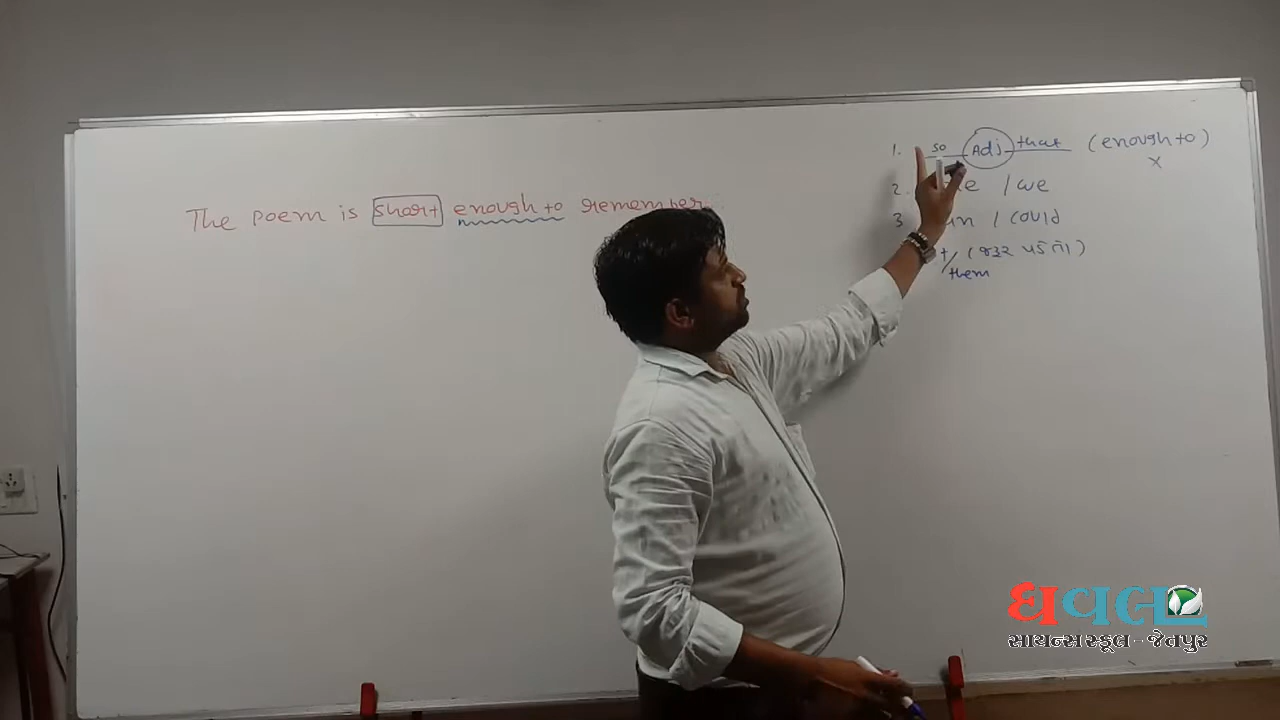 The poem is short enough to remember.
1. so Adj that (enough to)
x
2. / we
3 / could
/ (જરૂર પડે તો)
them
ધવલ
સાયન્સ સ્કૂલ - જેતપુર